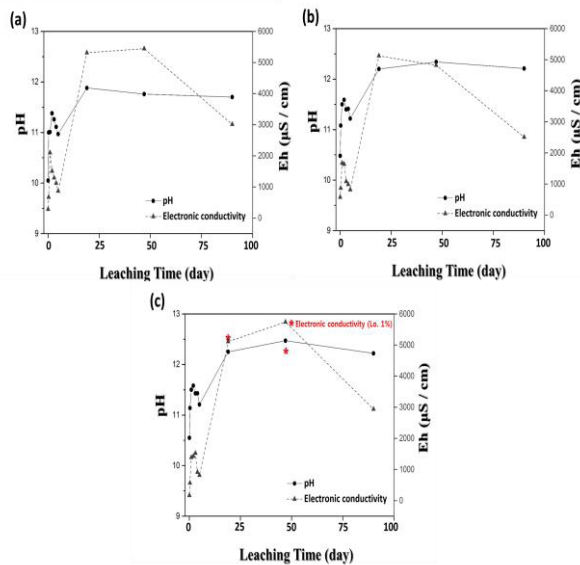 (a)
13
12
11
10
9
pH
6000
5000
4000
3000
2000
1000
0
Eh (µS / cm)
pH
Electronic conductivity
0
25
50
75
100
Leaching Time (day)
(b)
13
12
11
10
9
pH
6000
5000
4000
3000
2000
1000
0
Eh (µS / cm)
pH
Electronic conductivity
0
25
50
75
100
Leaching Time (day)
(c)
13
12
11
10
9
pH
6000
5000
4000
3000
2000
1000
0
Eh (µS / cm)
* Electronic conductivity (Lo. 1%)
pH
Electronic conductivity
0
25
50
75
100
Leaching Time (day)